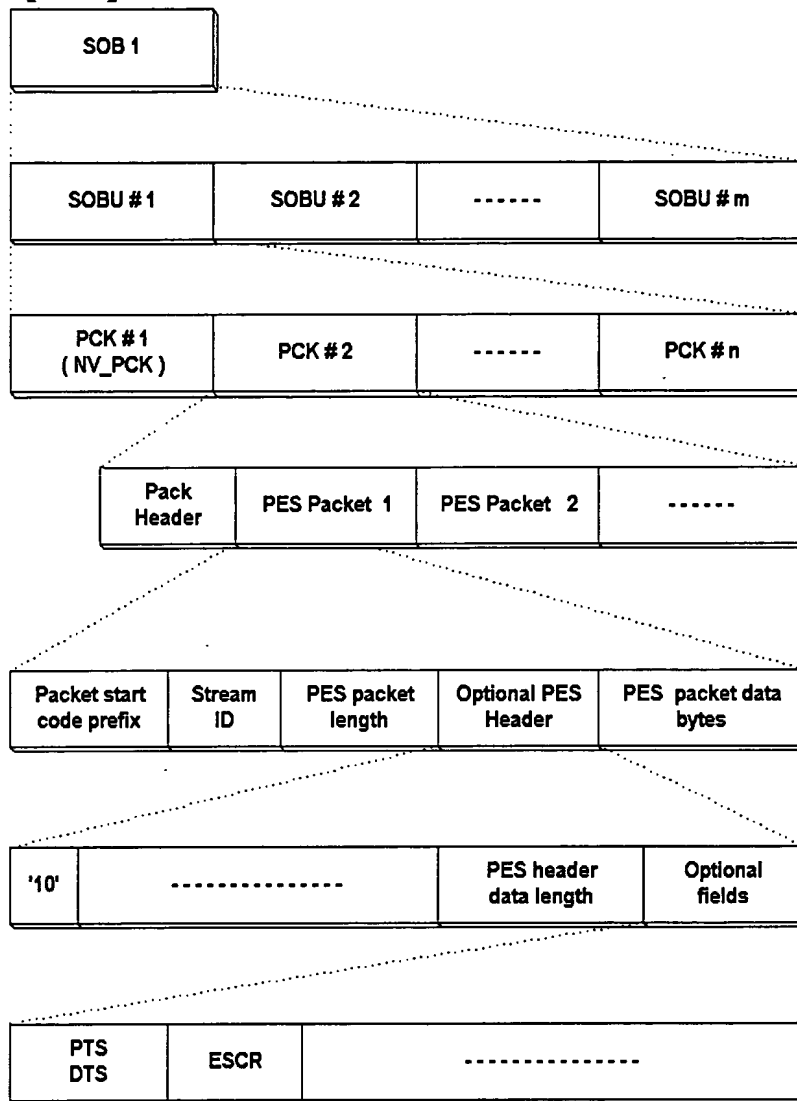 SOB 1
SOBU # 1 SOBU # 2 ------ SOBU # m
PCK # 1
( NV_PCK ) PCK # 2 ------ PCK # n
Pack
Header PES Packet 1 PES Packet 2 ------
Packet start
code prefix Stream
ID PES packet
length Optional PES
Header PES packet data
bytes
'10' --------------- PES header
data length Optional
fields
PTS
DTS ESCR ---------------